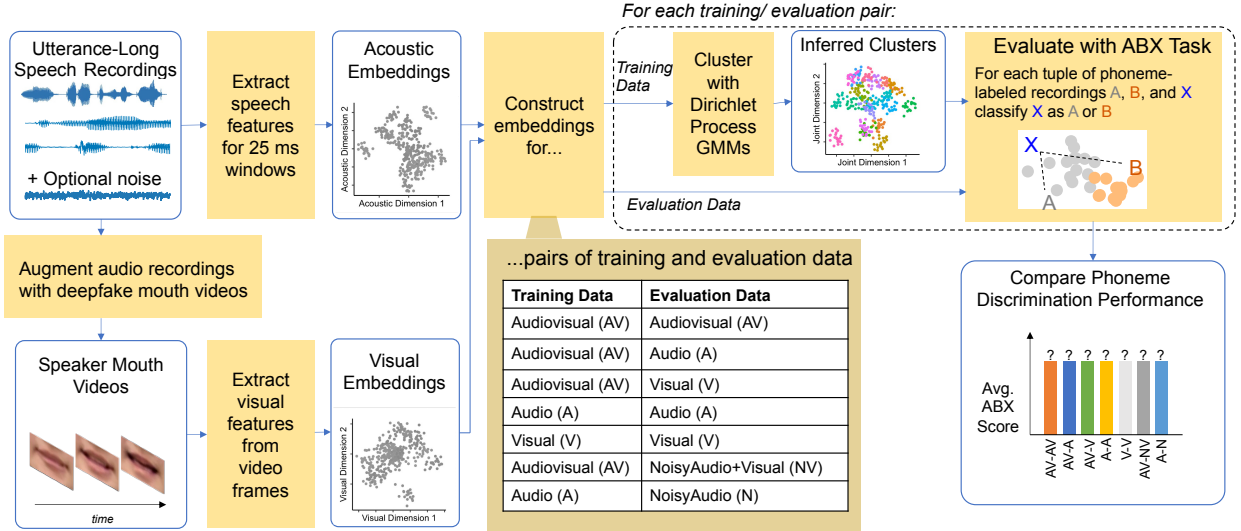 For each training/ evaluation pair:
Utterance-Long
Speech Recordings
+ Optional noise
Extract
speech
features
for 25 ms
windows
Acoustic
Embeddings
Acoustic Dimension 2
Acoustic Dimension 1
Construct
embeddings
for...
Training
Data
Evaluation Data
Cluster
with
Dirichlet
Process
GMMs
Inferred Clusters
Joint Dimension 2
Joint Dimension 1
Evaluate with ABX Task
For each tuple of phoneme-
labeled recordings A, B, and X
classify X as A or B
X
B
A
Augment audio recordings
with deepfake mouth videos
Speaker Mouth
Videos
time
Extract
visual
features
from
video
frames
Visual
Embeddings
Visual Dimension 2
Visual Dimension 1
...pairs of training and evaluation data
Training Data Evaluation Data
Audiovisual (AV) Audiovisual (AV)
Audiovisual (AV) Audio (A)
Audiovisual (AV) Visual (V)
Audio (A) Audio (A)
Visual (V) Visual (V)
Audiovisual (AV) NoisyAudio+Visual (NV)
Audio (A) NoisyAudio (N)
Compare Phoneme
Discrimination Performance
? ? ? ? ? ? ?
Avg.
ABX
Score
AV-AV
AV-A
AV-V
A-A
V-V
AV-NV
A-N